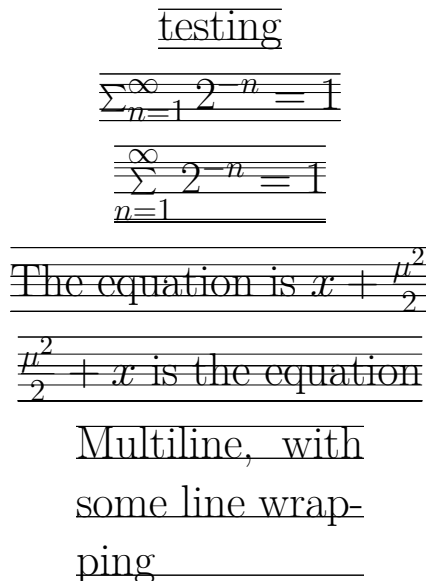 testing
∑_{n=1}^{∞} 2^{-n} = 1
∑_{n=1}^{∞} 2^{-n} = 1
The equation is x + μ²/2
μ²/2 + x is the equation
Multiline, with
some line wrap-
ping